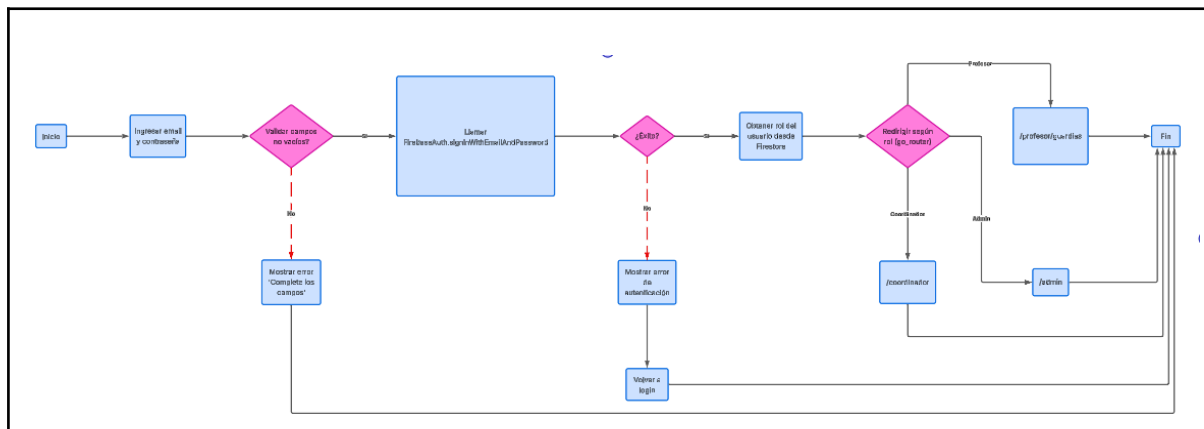 Inicio
Ingresar email
y contraseña
Validar campos
no vacíos?
Sí
Llamar
FirebaseAuth.signInWithEmailAndPassword
¿Éxito?
Sí
Obtener rol del
usuario desde
Firestore
Redirigir según
rol (go_router)
Profesor
/profesor/guardias
Fin
No
No
Coordinador
Admin
Mostrar error
'Complete los
campos'
Mostrar error
de
autenticación
/coordinador
/admin
Volver a
login